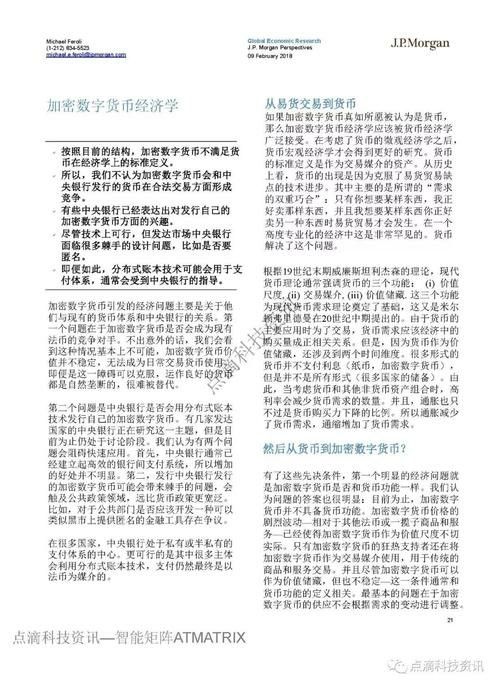 Michael Feroli
(1-212) 834-5523
michael.e.feroli@jpmorgan.com
Global Economic Research
J.P. Morgan Perspectives
09 February 2018
J.P.Morgan
加密数字货币经济学
按照目前的结构，加密数字货币不满足货
币在经济学上的标准定义。
所以，我们不认为加密数字货币会和中
央银行发行的货币在合法交易方面形成
竞争。
有些中央银行已经表达出对发行自己的
加密数字货币方面的兴趣。
尽管技术上可行，但发达市场中央银行
面临很多棘手的设计问题，比如是否要
匿名。
即便如此，分布式账本技术可能会用于支
付体系，通常会受到中央银行的指导。
加密数字货币引发的经济问题主要是关于他
们与现有的货币体系和中央银行的关系。第
一个问题在于加密数字货币是否会成为现有
法币的竞争对手。不出意外的话，我们会看
到这种情况基本上不可能，加密数字货币价
值并不稳定，无法成为日常交易货币使用。
即便是这一障碍可以克服，运作良好的货币
都是自然垄断的，很难被替代。
第二个问题是中央银行是否会用分布式账本
技术发行自己的加密数字货币。有几家发达
国家的中央银行正在研究这一主题，但是目
前为止仍处于讨论阶段。我们认为有两个问
题会阻碍快速应用。首先，中央银行通常已
经建立起高效的银行间支付系统，所以增加
的好处并不明显。第二，发行中央银行发行
的加密数字货币可能会带来棘手的问题，会
触及公共政策领域，远比货币政策更宽泛。
比如，对于公共部门是否应该开发一种可以
类似黑市上提供匿名的金融工具存在争议。
在很多国家，中央银行处于私有或半私有的
支付体系的中心。更可行的是其中很多主体
会利用分布式账本技术，支付仍然最终是以
法币为媒介的。
从易货交易到货币
如果加密数字货币真如所愿被认为是货币，
那么加密数字货币经济学应该被货币经济学
广泛接受。在考虑了货币的微观经济学之后，
货币宏观经济学才会得到更好的研究。货币
的标准定义是作为交易媒介的资产。从历史
上看，货币的出现是因为克服了易货贸易缺
点的技术进步。其中主要的是所谓的“需求
的双重巧合”：只有你想要某样东西，我正
好卖那样东西，并且我想要某样东西你正好
卖另一种东西时易货贸易才会发生。在一个
高度专业化的经济中这是非常罕见的。货币
解决了这个问题。
根据19世纪末期威廉斯坦利杰森的理论，现代
货币理论通常强调货币的三个功能： (i) 价值
尺度, (ii) 交易媒介, (iii) 价值储藏. 这三个功能
为现代货币需求理论奠定了基础，这又是米尔
顿弗里德曼在20世纪中期提出的。由于货币的
主要应用时为了交易，货币需求应该经济中的
购买量成正相关关系。但是，因为货币作为价
值储藏，还涉及到两个时间维度。很多形式的
货币并不支付利息（纸币，加密数字货币），
但是并不是所有形式（很多国家的储备）。由
此，当考虑货币和其他非货币资产组合时，高
利率会减少货币需求的数量。并且，通胀也只
不过是货币购买力下降的比例。所以通胀减少
了货币需求，通缩增加了货币需求。
然后从货币到加密数字货币？
有了这些先决条件，第一个明显的经济问题就
是加密数字货币是否和货币功能一样。我们认
为问题的答案也很明显：目前为止，加密数字
货币并不具备货币功能。加密数字货币价格的
剧烈波动—相对于其他法币或一揽子商品和服
务—已经使得加密数字货币作为价值尺度不切
实际。只有加密数字货币的狂热支持者还在将
加密数字货币作为交易媒介使用，用于传统的
商品和服务交易。并且尽管加密数字货币可以
作为价值储藏，但也不稳定—这一条件通常和
货币功能的定义相关。最基本的问题在于加密
数字货币的供应不会根据需求的变动进行调整。
21
点滴科技资讯
点滴科技资讯—智能矩阵ATMATRIX
点滴科技资讯